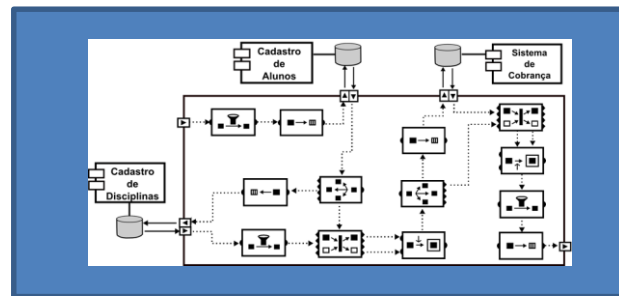 Cadastro
de
Alunos
Sistema
de
Cobrança
Cadastro
de
Disciplinas